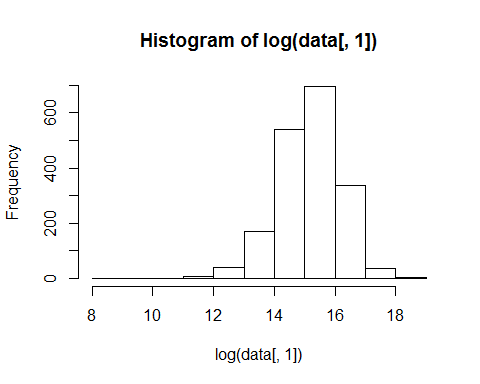 Histogram of log(data[, 1])
Frequency
600
400
200
0
8 10 12 14 16 18
log(data[, 1])